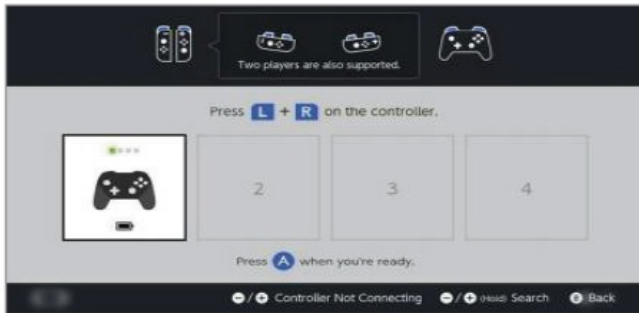 Two players are also supported.
Press L + R on the controller.
2 3 4
Press A when you're ready.
-/+ Controller Not Connecting -/+ (Hold) Search B Back